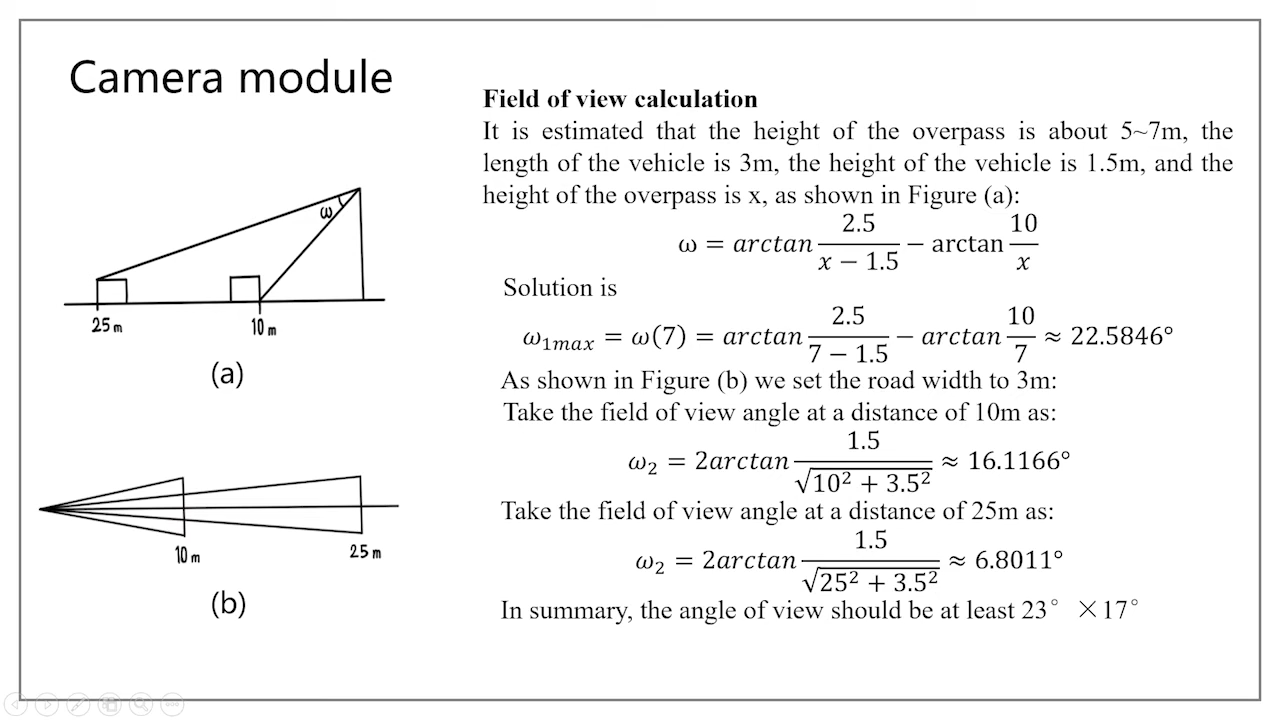 Camera module
ω
25 m
10 m
(a)
10 m
25 m
(b)
Field of view calculation
It is estimated that the height of the overpass is about 5~7m, the
length of the vehicle is 3m, the height of the vehicle is 1.5m, and the
height of the overpass is x, as shown in Figure (a):
ω = arctan 2.5/(x − 1.5) − arctan 10/x
Solution is
ω₁ₘₐₓ = ω(7) = arctan 2.5/(7 − 1.5) − arctan 10/7 ≈ 22.5846°
As shown in Figure (b) we set the road width to 3m:
Take the field of view angle at a distance of 10m as:
ω₂ = 2arctan 1.5/√(10² + 3.5²) ≈ 16.1166°
Take the field of view angle at a distance of 25m as:
ω₂ = 2arctan 1.5/√(25² + 3.5²) ≈ 6.8011°
In summary, the angle of view should be at least 23° ×17°